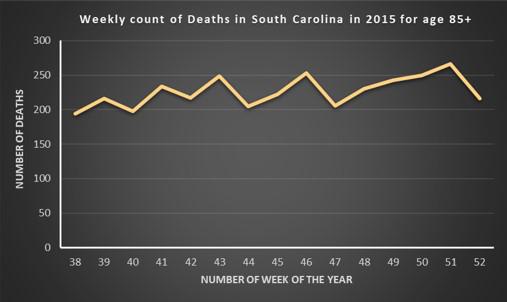 Weekly count of Deaths in South Carolina in 2015 for age 85+
NUMBER OF DEATHS
300
250
200
150
100
50
0
38 39 40 41 42 43 44 45 46 47 48 49 50 51 52
NUMBER OF WEEK OF THE YEAR